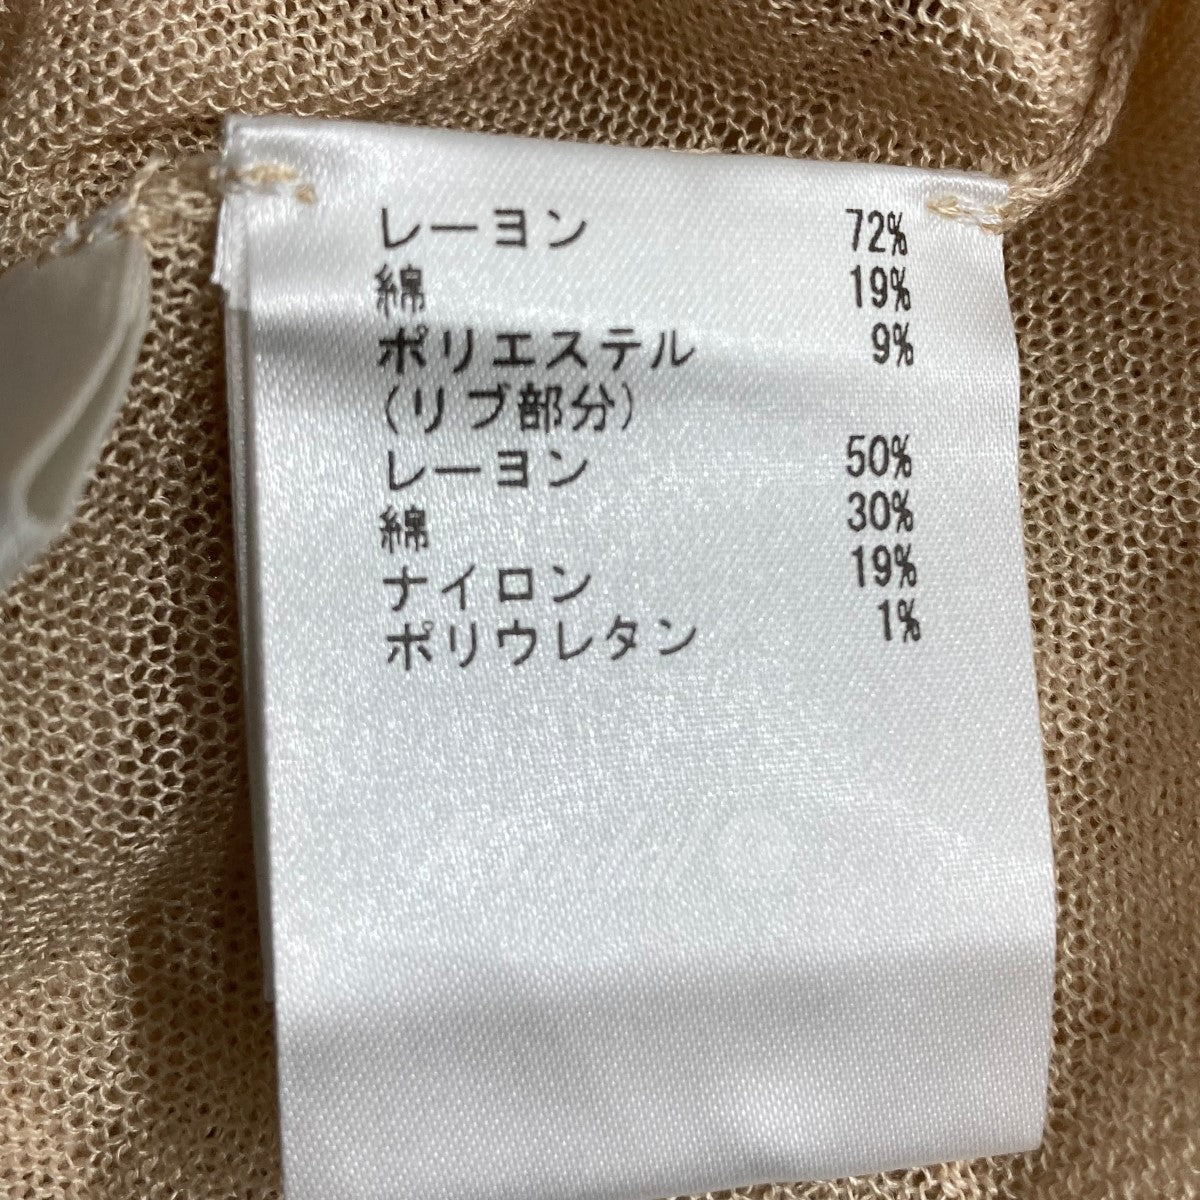 レーヨン 72%
綿 19%
ポリエステル 9%
(リブ部分)
レーヨン 50%
綿 30%
ナイロン 19%
ポリウレタン 1%